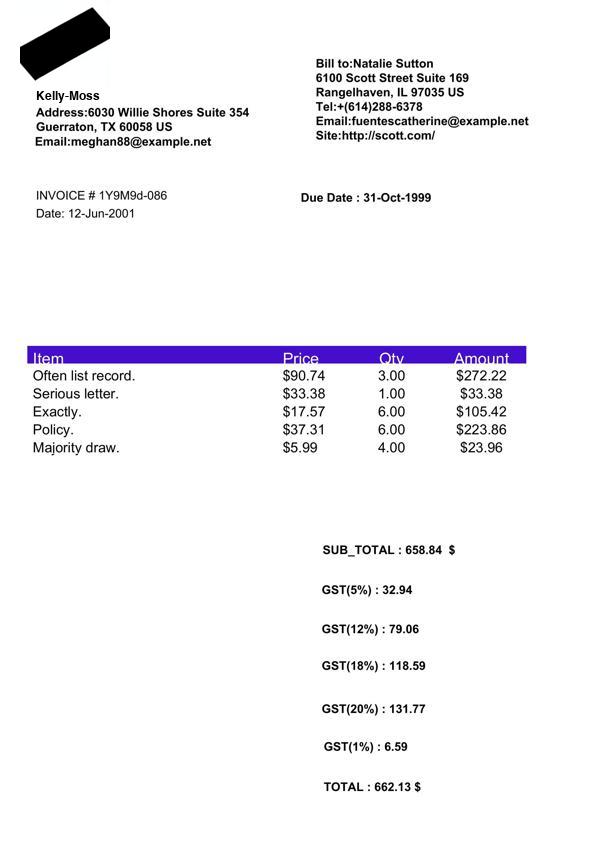 Kelly-Moss
Address:6030 Willie Shores Suite 354
Guerraton, TX 60058 US
Email:meghan88@example.net
Bill to:Natalie Sutton
6100 Scott Street Suite 169
Rangelhaven, IL 97035 US
Tel:+(614)288-6378
Email:fuentescatherine@example.net
Site:http://scott.com/
INVOICE # 1Y9M9d-086
Date: 12-Jun-2001
Due Date : 31-Oct-1999
Item Price Qty Amount
Often list record. $90.74 3.00 $272.22
Serious letter. $33.38 1.00 $33.38
Exactly. $17.57 6.00 $105.42
Policy. $37.31 6.00 $223.86
Majority draw. $5.99 4.00 $23.96
SUB_TOTAL : 658.84 $
GST(5%) : 32.94
GST(12%) : 79.06
GST(18%) : 118.59
GST(20%) : 131.77
GST(1%) : 6.59
TOTAL : 662.13 $